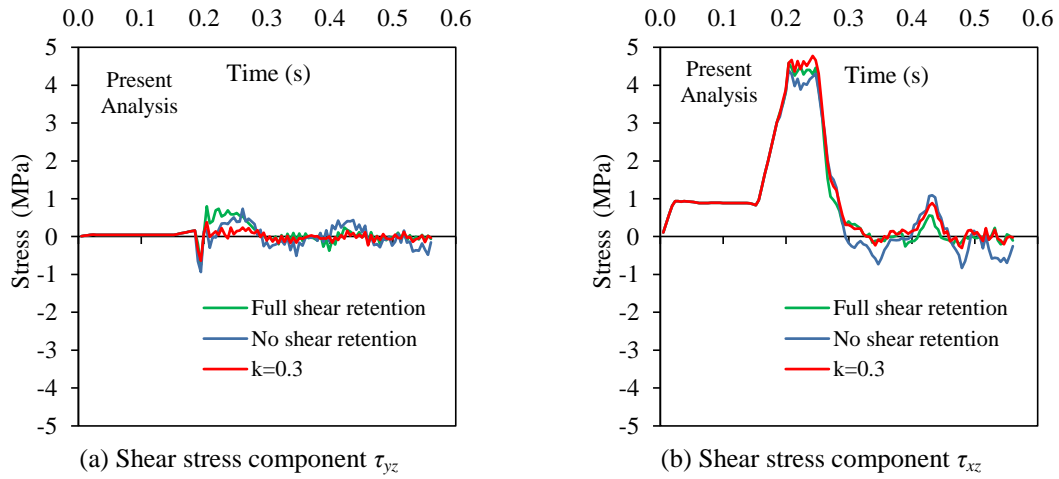 0.0 0.1 0.2 0.3 0.4 0.5 0.6
5
4
3
2
1
0
-1
-2
-3
-4
-5
Stress (MPa)
Time (s)
Present
Analysis
Full shear retention
No shear retention
k=0.3
(a) Shear stress component τyz
0.0 0.1 0.2 0.3 0.4 0.5 0.6
5
4
3
2
1
0
-1
-2
-3
-4
-5
Stress (MPa)
Time (s)
Present
Analysis
Full shear retention
No shear retention
k=0.3
(b) Shear stress component τxz